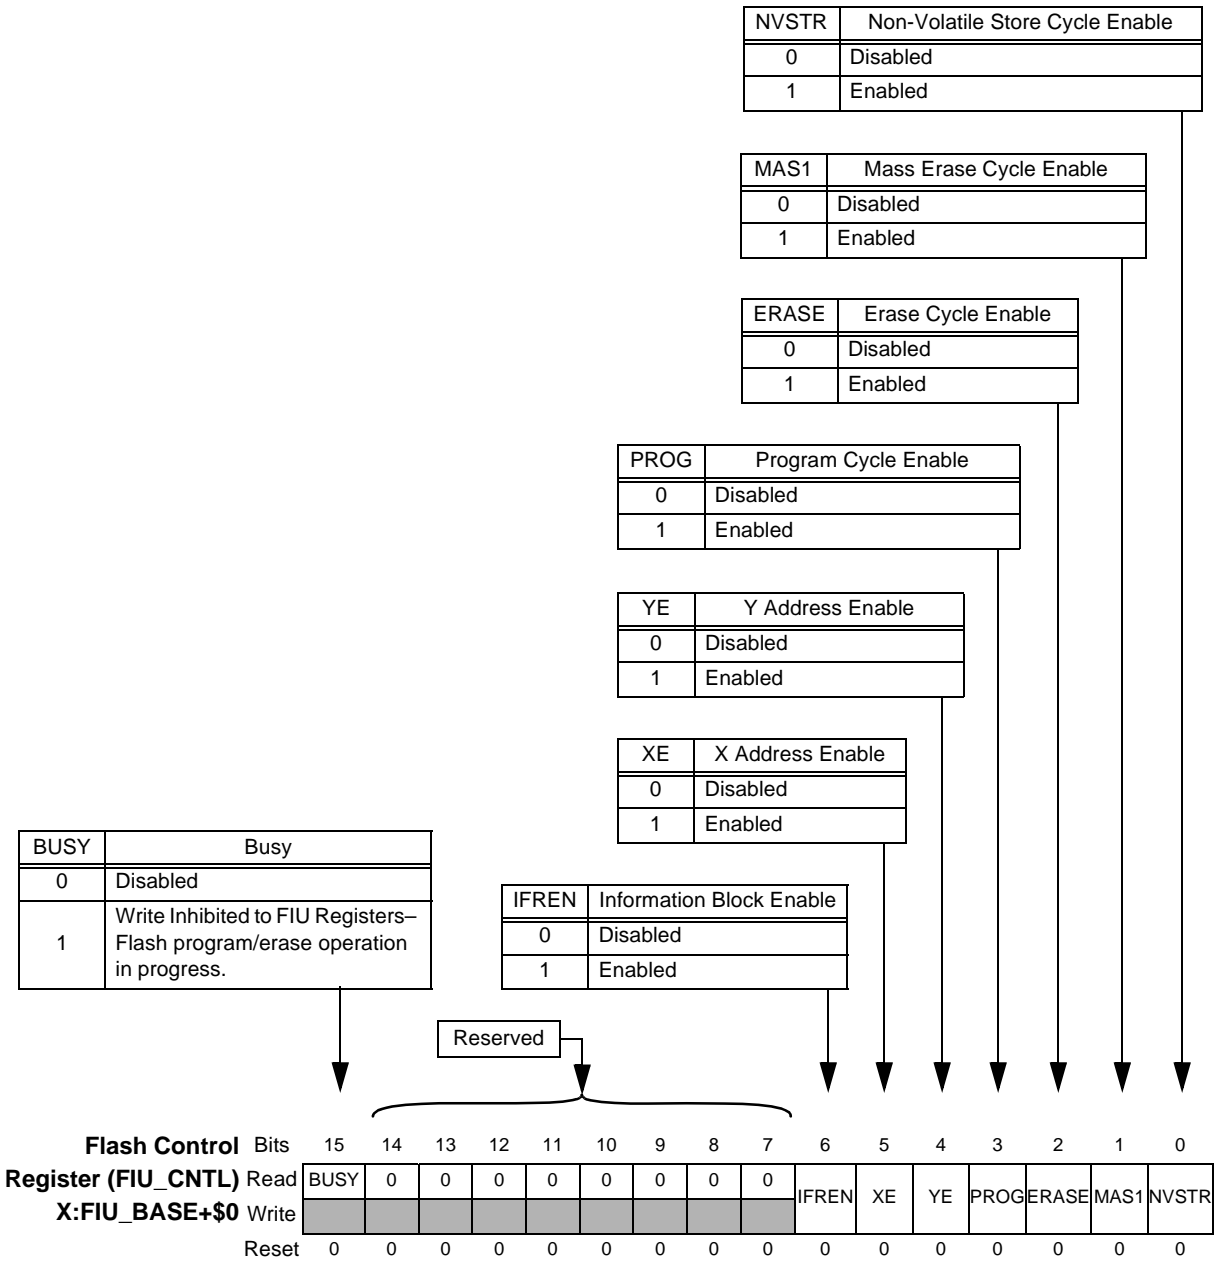 NVSTR Non-Volatile Store Cycle Enable
0 Disabled
1 Enabled
MAS1 Mass Erase Cycle Enable
0 Disabled
1 Enabled
ERASE Erase Cycle Enable
0 Disabled
1 Enabled
PROG Program Cycle Enable
0 Disabled
1 Enabled
YE Y Address Enable
0 Disabled
1 Enabled
XE X Address Enable
0 Disabled
1 Enabled
BUSY Busy
0 Disabled
1 Write Inhibited to FIU Registers–
Flash program/erase operation
in progress.
IFREN Information Block Enable
0 Disabled
1 Enabled
Reserved
Flash Control Bits 15 14 13 12 11 10 9 8 7 6 5 4 3 2 1 0
Register (FIU_CNTL) Read BUSY 0 0 0 0 0 0 0 0 IFREN XE YE PROG ERASE MAS1 NVSTR
X:FIU_BASE+$0 Write
Reset 0 0 0 0 0 0 0 0 0 0 0 0 0 0 0 0